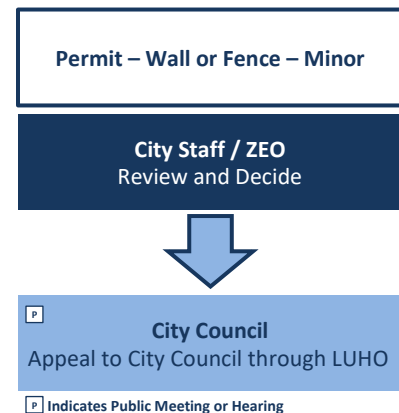 Permit – Wall or Fence – Minor
City Staff / ZEO
Review and Decide
P
City Council
Appeal to City Council through LUHO
P Indicates Public Meeting or Hearing